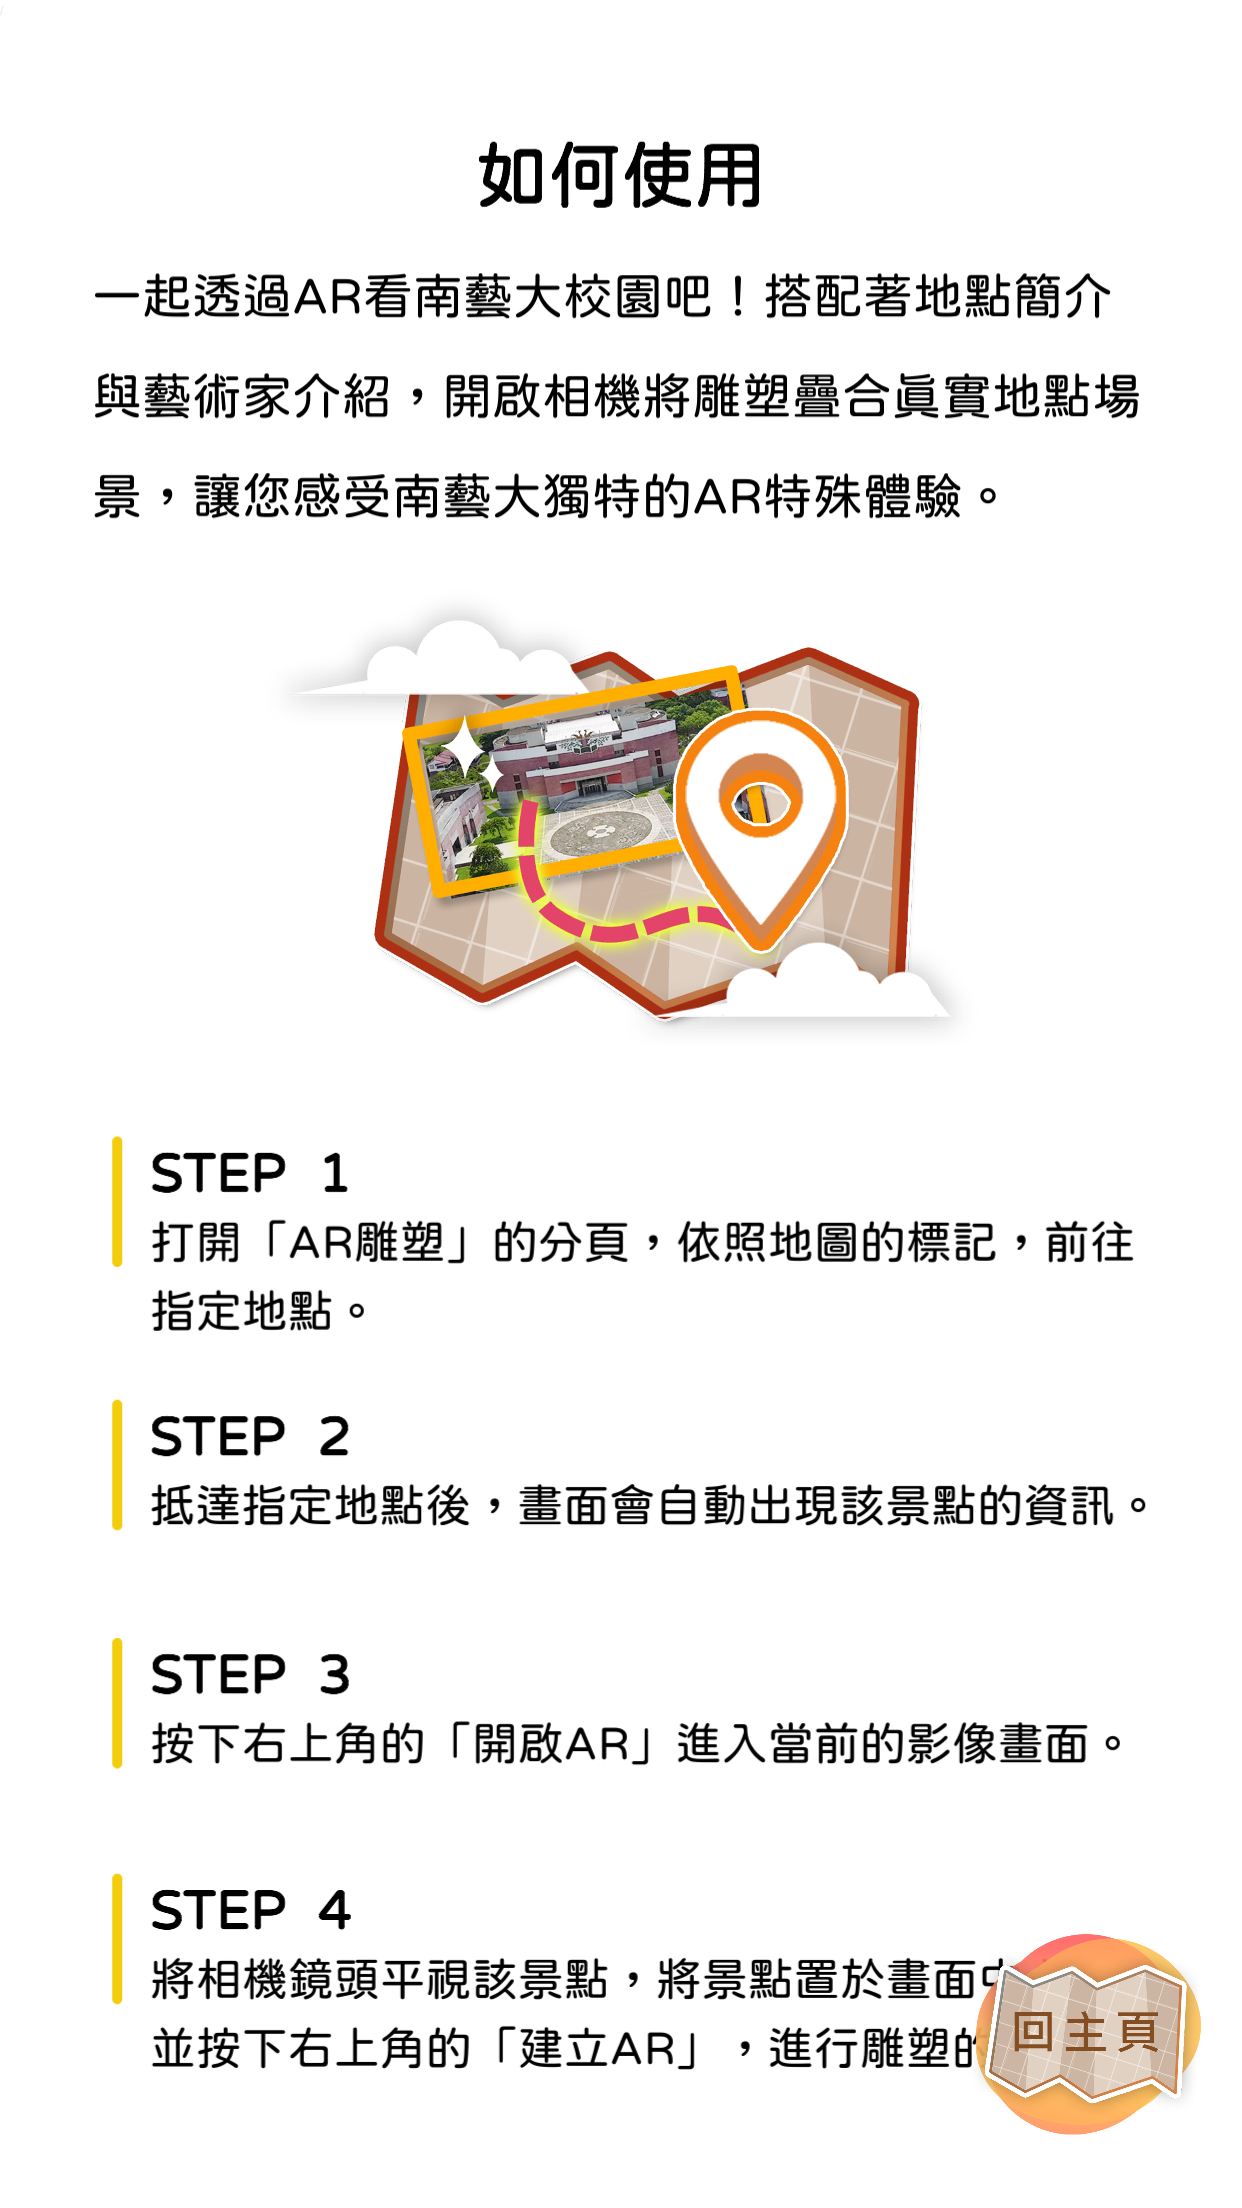 如何使用
一起透過AR看南藝大校園吧！搭配著地點簡介
與藝術家介紹，開啟相機將雕塑疊合真實地點場
景，讓您感受南藝大獨特的AR特殊體驗。
STEP 1
打開「AR雕塑」的分頁，依照地圖的標記，前往
指定地點。
STEP 2
抵達指定地點後，畫面會自動出現該景點的資訊。
STEP 3
按下右上角的「開啟AR」進入當前的影像畫面。
STEP 4
將相機鏡頭平視該景點，將景點置於畫面
並按下右上角的「建立AR」，進行雕塑的
回主頁